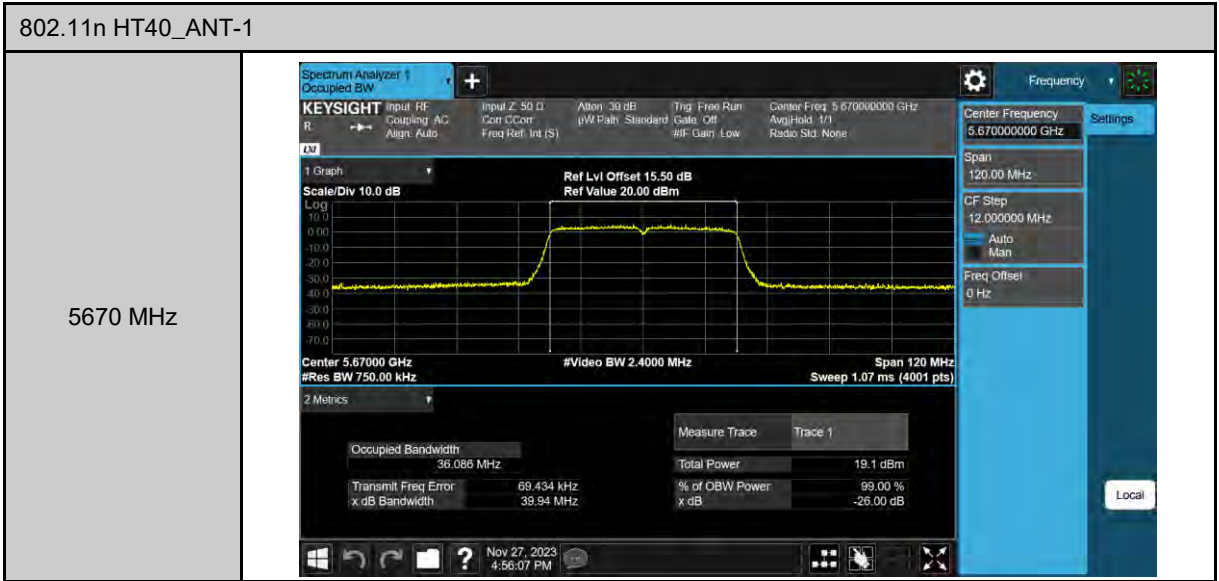 802.11n HT40_ANT-1
5670 MHz
Spectrum Analyzer 1
Occupied BW
Frequency
KEYSIGHT Input: RF
R
Coupling: AC
Align: Auto
Input Z: 50 Ω
Corr CCorr
Freq Ref: Int (S)
Atten: 30 dB
µW Path: Standard
Trig: Free Run
Gate: Off
#IF Gain: Low
Center Freq: 5.670000000 GHz
Avg|Hold: 1/1
Radio Std: None
LXI
Center Frequency
5.670000000 GHz
Settings
Span
120.00 MHz
CF Step
12.000000 MHz
Auto
Man
Freq Offset
0 Hz
1 Graph
Scale/Div 10.0 dB
Ref Lvl Offset 15.50 dB
Ref Value 20.00 dBm
Log
10.0
0.00
-10.0
-20.0
-30.0
-40.0
-50.0
-60.0
-70.0
Center 5.67000 GHz
#Video BW 2.4000 MHz
Span 120 MHz
#Res BW 750.00 kHz
Sweep 1.07 ms (4001 pts)
2 Metrics
Measure Trace Trace 1
Occupied Bandwidth
36.086 MHz
Total Power 19.1 dBm
Transmit Freq Error 69.434 kHz
% of OBW Power 99.00 %
x dB Bandwidth 39.94 MHz
x dB -26.00 dB
Local
?
Nov 27, 2023
4:56:07 PM